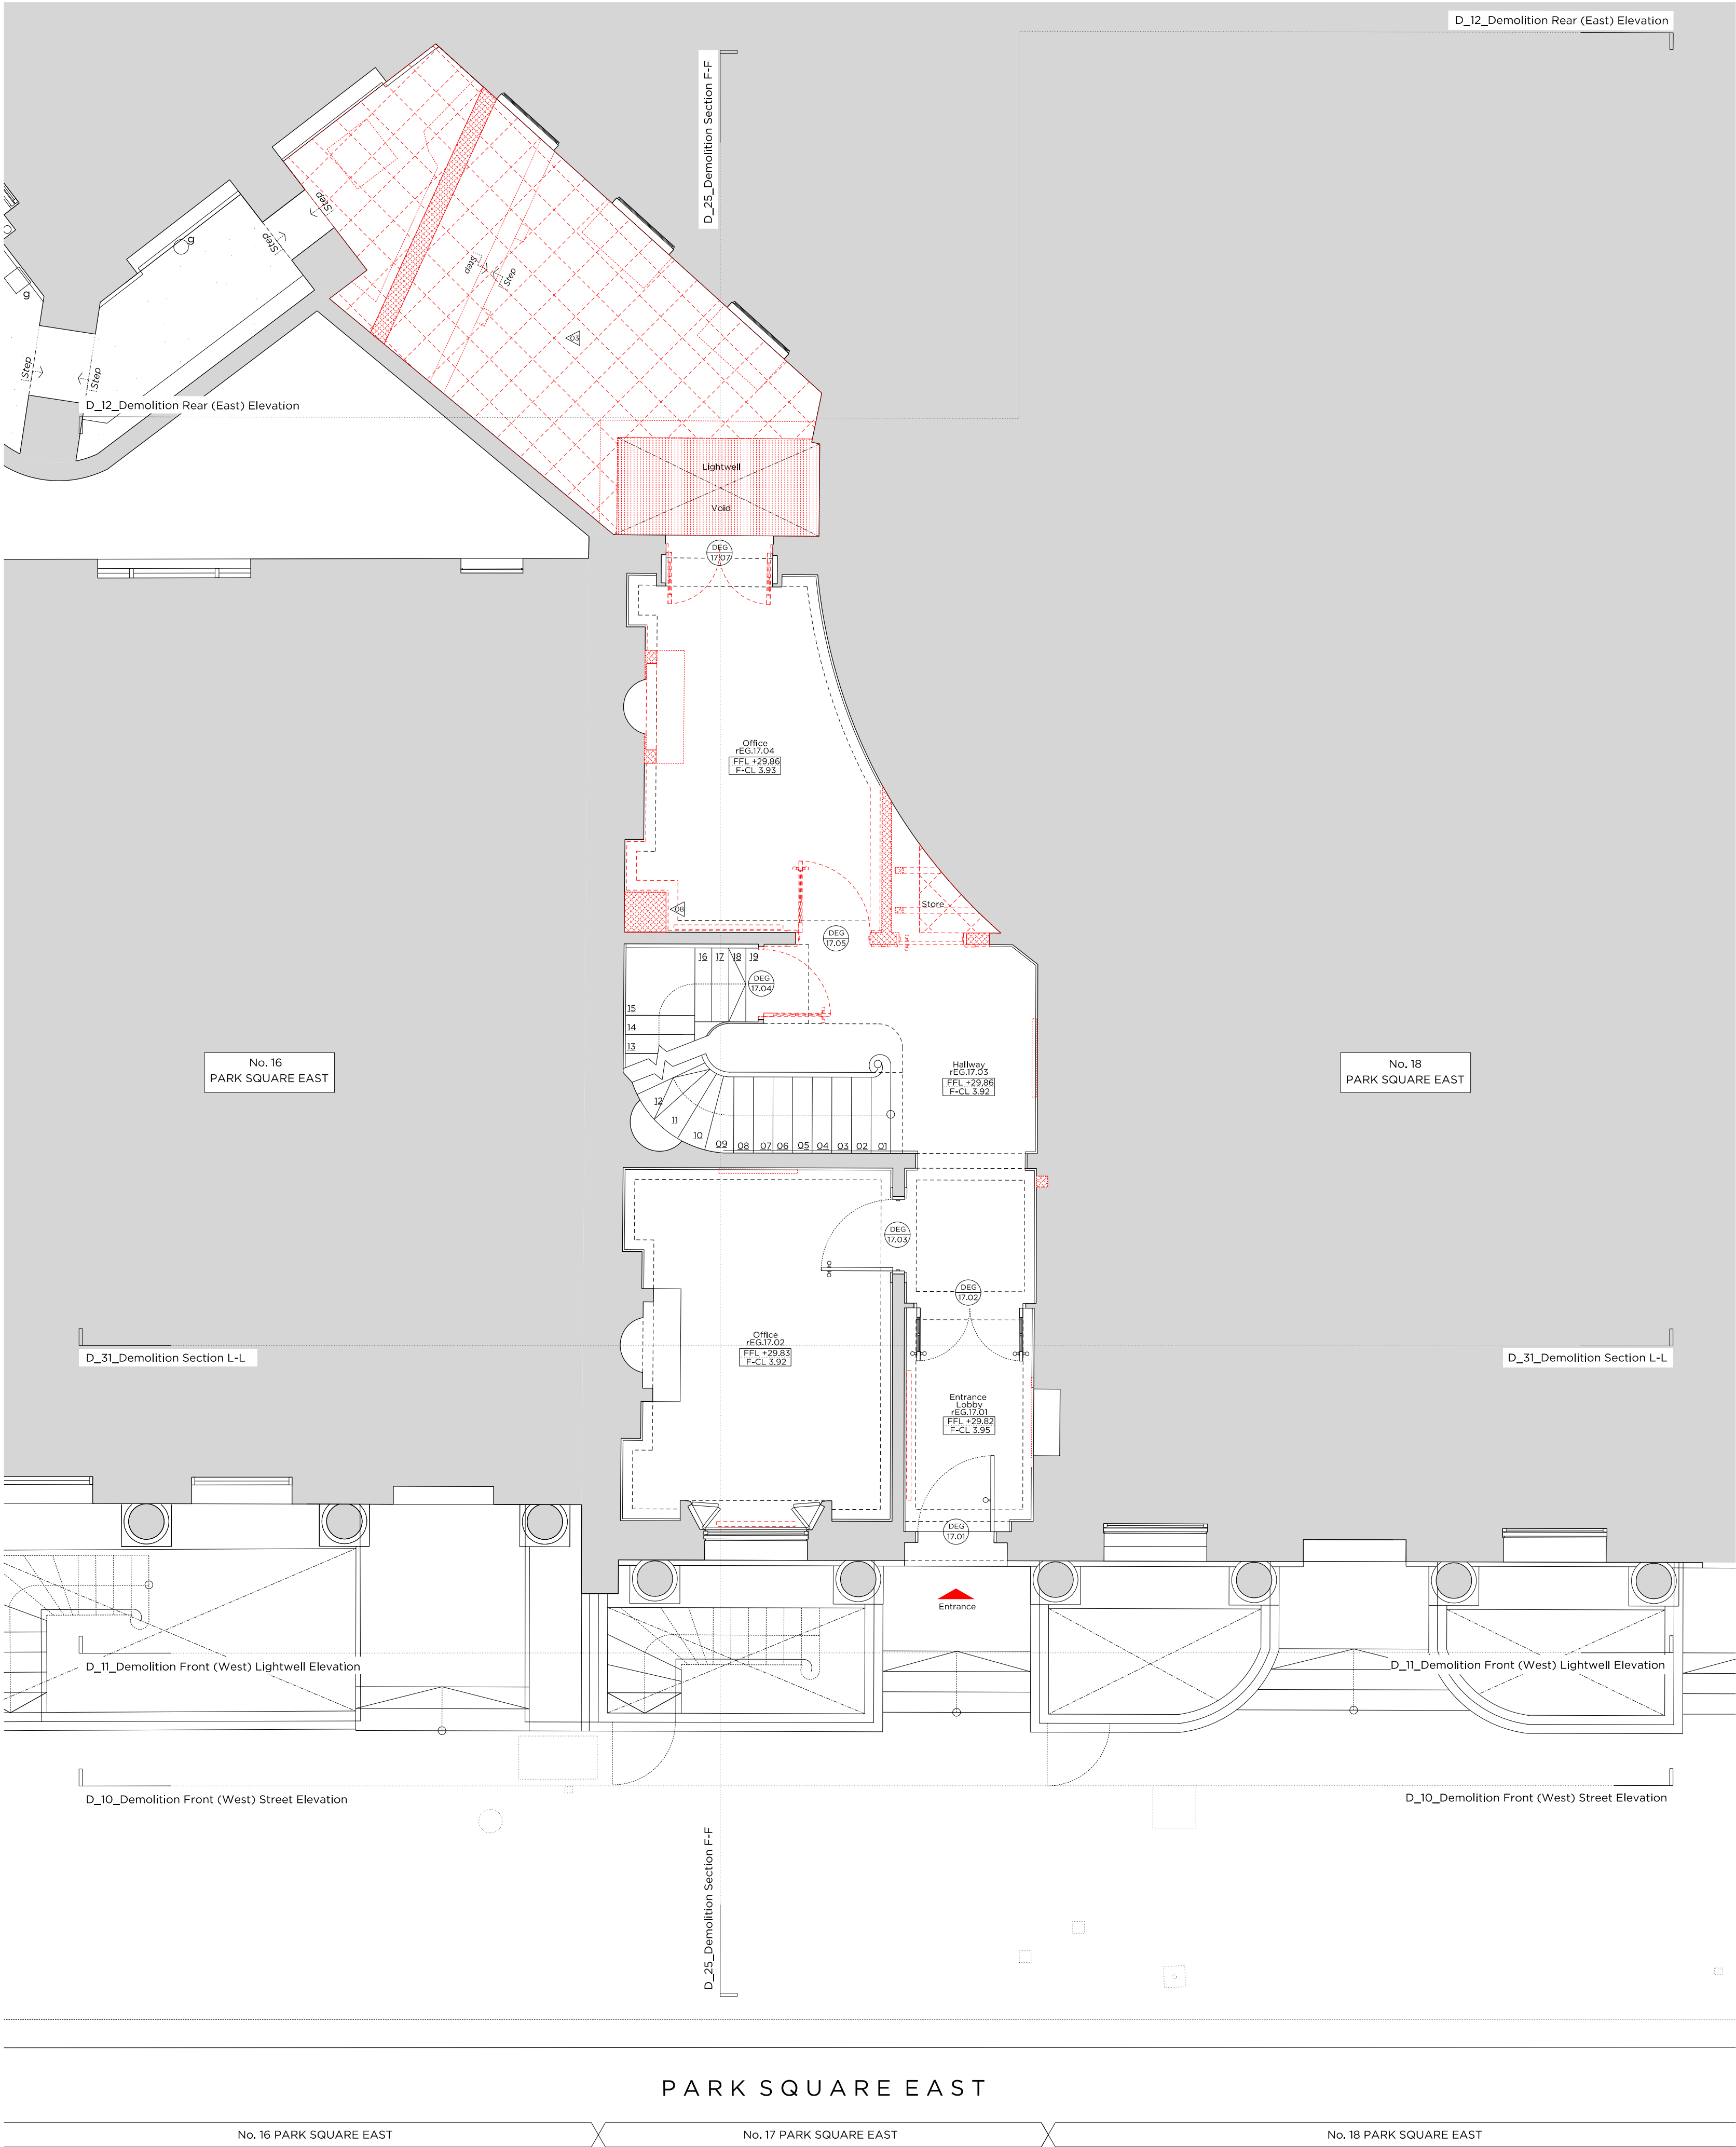 D_12_Demolition Rear (East) Elevation
D_25_Demolition Section F-F
Step
Step
g
g
Step
Step
03
Step
Step
D_12_Demolition Rear (East) Elevation
Lightwell
Void
DEG
17.07
Office
rEG.17.04
FFL +29.86
F-CL 3.93
08
Store
DEG
17.05
16 17 18 19
DEG
17.04
15
14
13
No. 16
PARK SQUARE EAST
Hallway
rEG.17.03
FFL +29.86
F-CL 3.92
No. 18
PARK SQUARE EAST
12
11
10 09 08 07 06 05 04 03 02 01
DEG
17.03
DEG
17.02
Office
rEG.17.02
FFL +29.83
F-CL 3.92
D_31_Demolition Section L-L
D_31_Demolition Section L-L
Entrance
Lobby
rEG.17.01
FFL +29.82
F-CL 3.95
DEG
17.01
Entrance
D_11_Demolition Front (West) Lightwell Elevation
D_11_Demolition Front (West) Lightwell Elevation
D_10_Demolition Front (West) Street Elevation
D_10_Demolition Front (West) Street Elevation
D_25_Demolition Section F-F
PARK SQUARE EAST
No. 16 PARK SQUARE EAST
No. 17 PARK SQUARE EAST
No. 18 PARK SQUARE EAST